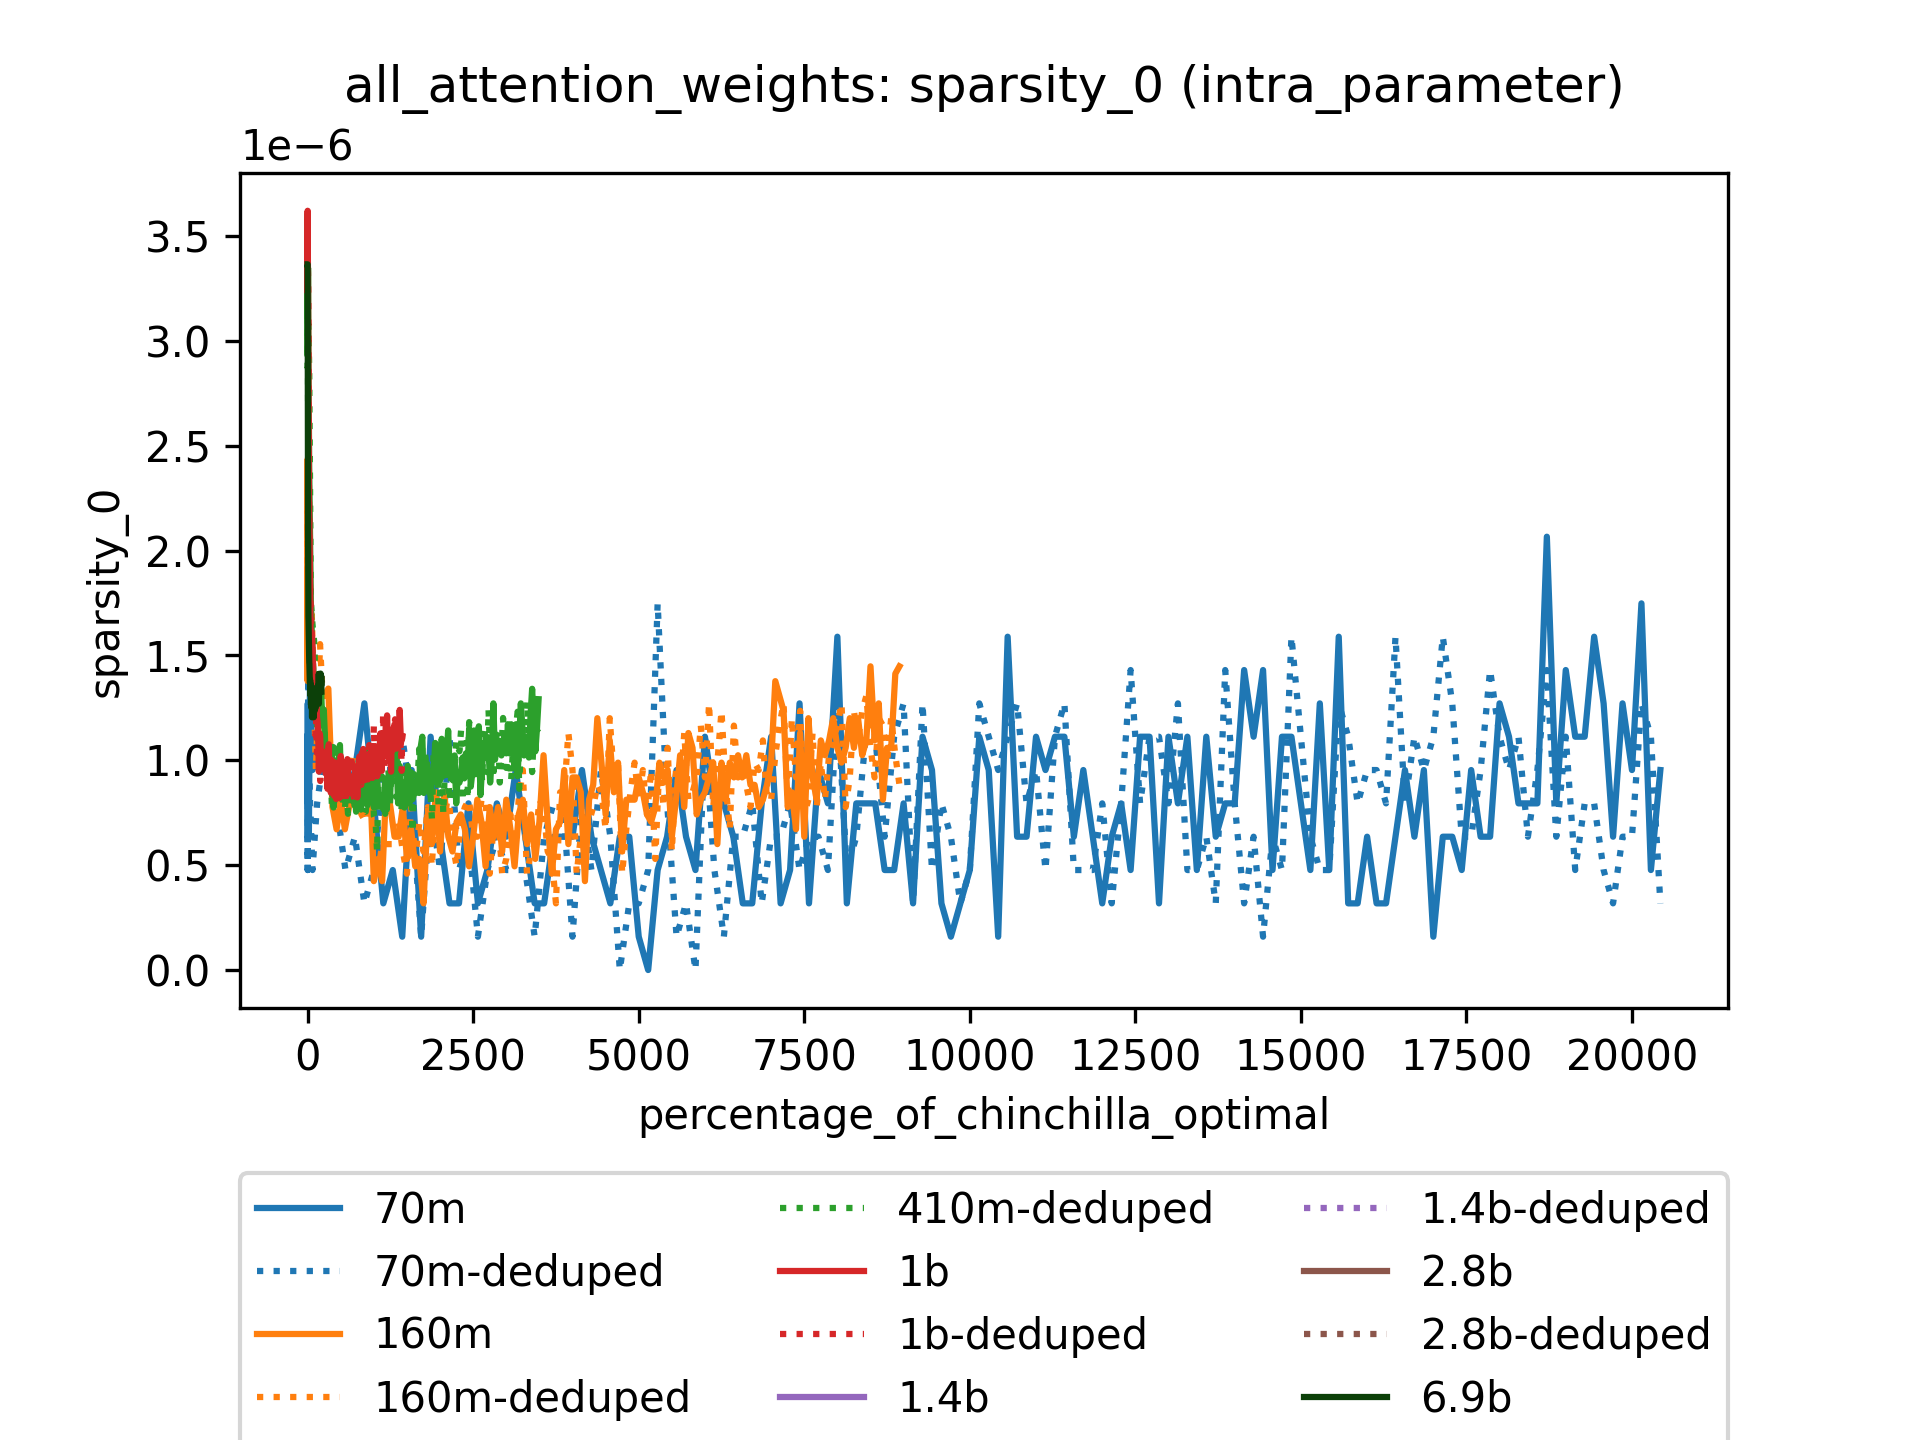 all_attention_weights: sparsity_0 (intra_parameter)
1e−6
3.5
3.0
2.5
2.0
1.5
1.0
0.5
0.0
sparsity_0
0 2500 5000 7500 10000 12500 15000 17500 20000
percentage_of_chinchilla_optimal
70m 410m-deduped 1.4b-deduped
70m-deduped 1b 2.8b
160m 1b-deduped 2.8b-deduped
160m-deduped 1.4b 6.9b